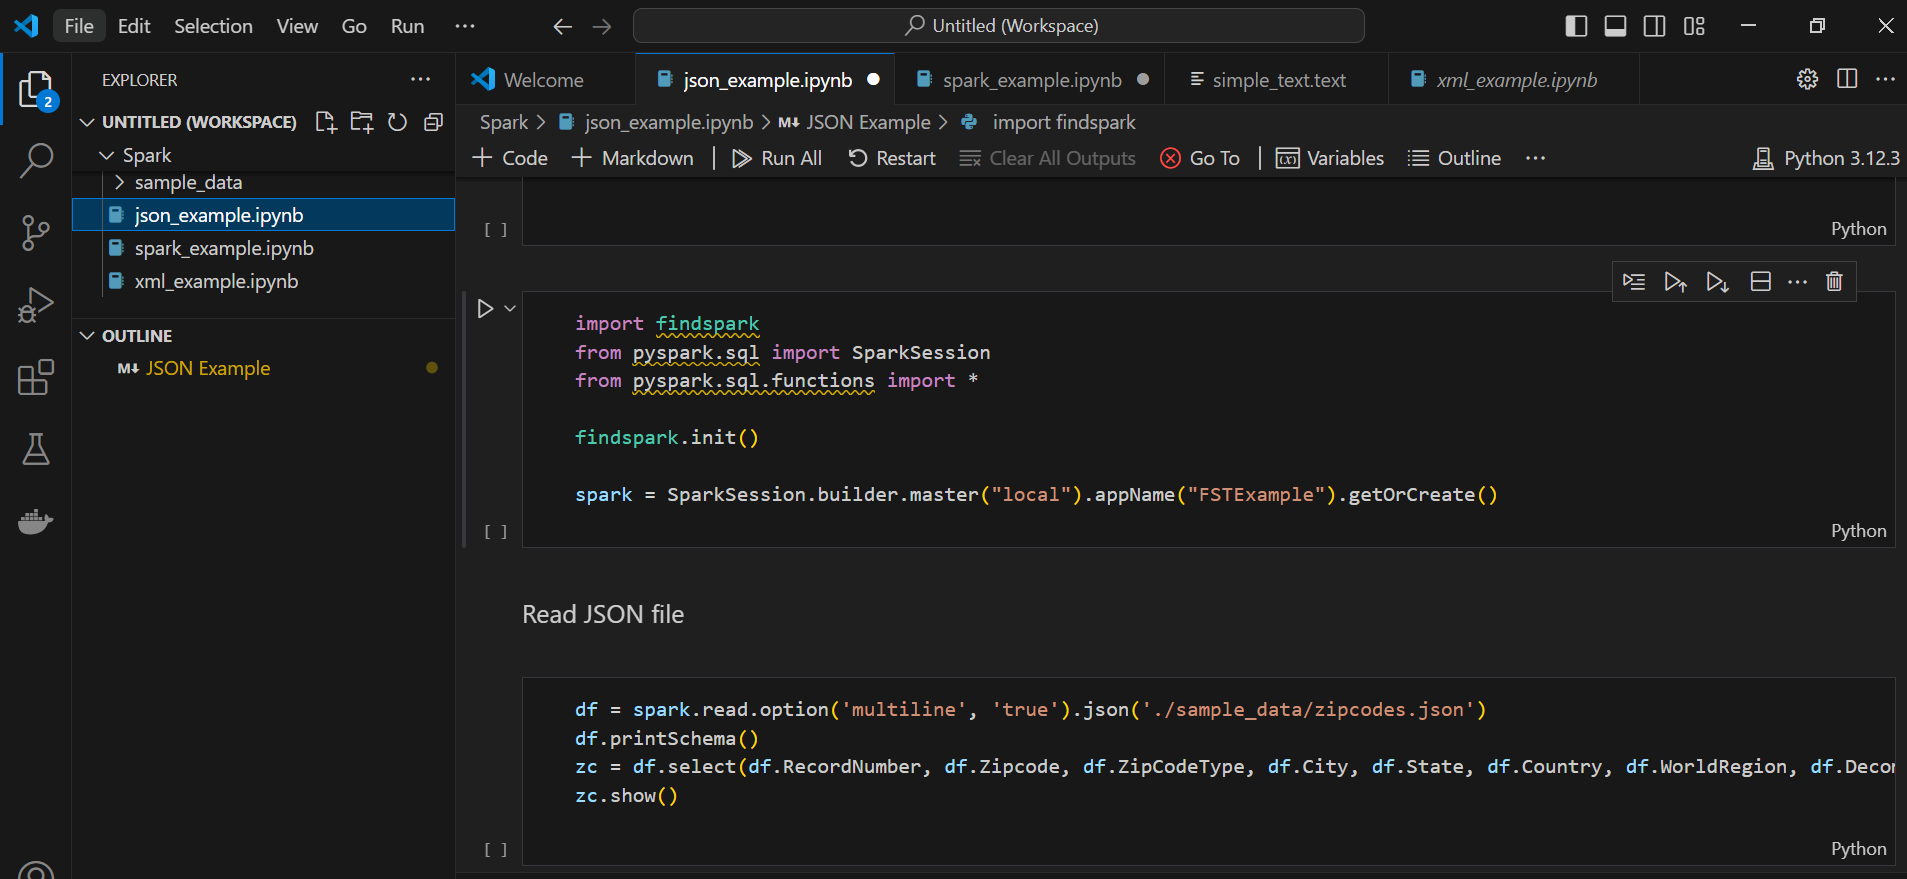 File Edit Selection View Go Run ···
Untitled (Workspace)
2
EXPLORER ···
UNTITLED (WORKSPACE)
Spark
sample_data
json_example.ipynb
spark_example.ipynb
xml_example.ipynb
OUTLINE
M↓ JSON Example
Welcome json_example.ipynb spark_example.ipynb simple_text.text xml_example.ipynb ···
Spark > json_example.ipynb > M↓ JSON Example > import findspark
+ Code + Markdown | Run All Restart Clear All Outputs Go To | (x) Variables Outline ··· Python 3.12.3
[ ] Python
import findspark
from pyspark.sql import SparkSession
from pyspark.sql.functions import *
findspark.init()
spark = SparkSession.builder.master("local").appName("FSTExample").getOrCreate()
[ ] Python
Read JSON file
df = spark.read.option('multiline', 'true').json('./sample_data/zipcodes.json')
df.printSchema()
zc = df.select(df.RecordNumber, df.Zipcode, df.ZipCodeType, df.City, df.State, df.Country, df.WorldRegion, df.Decor
zc.show()
[ ] Python